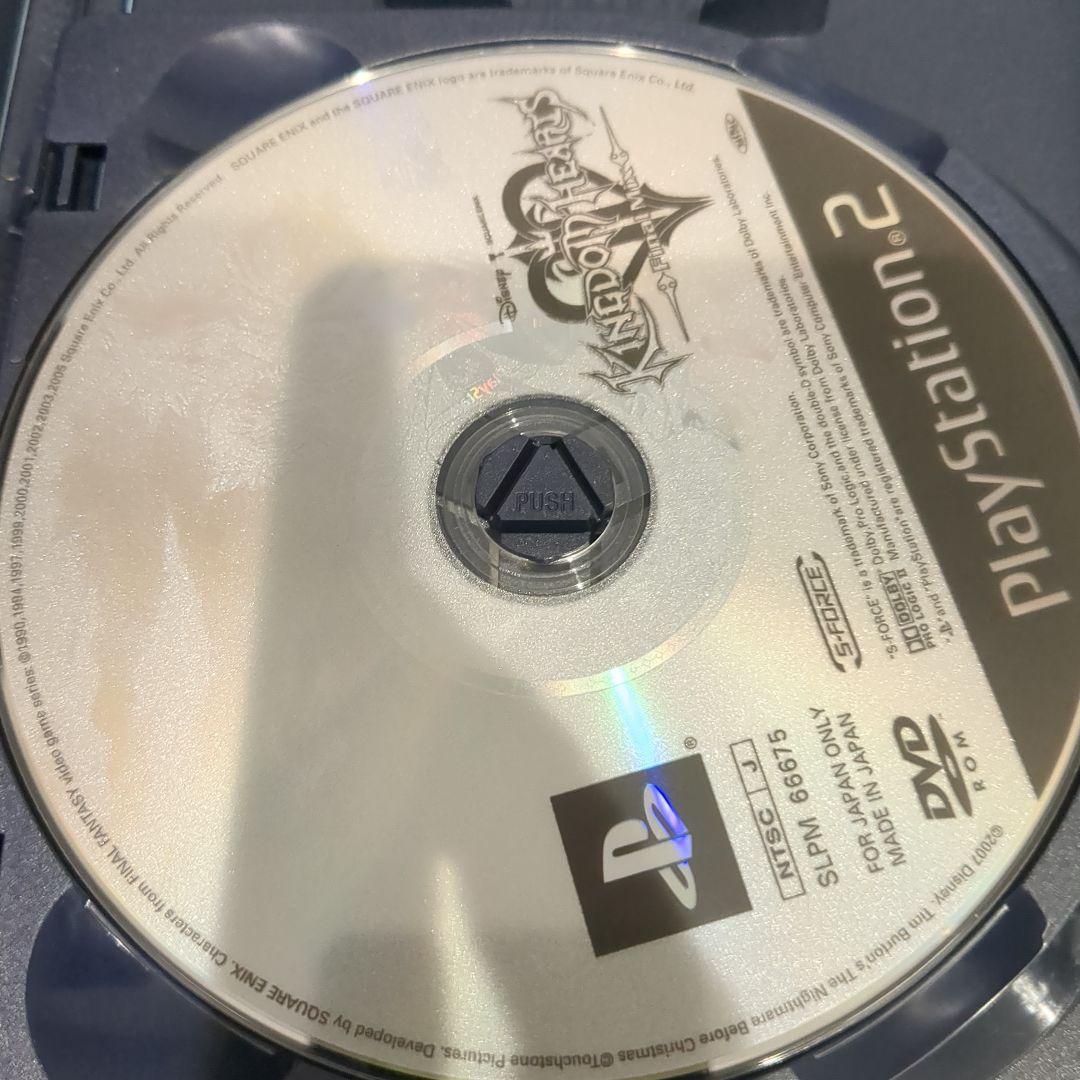 PlayStation®2
KINGDOM HEARTS II
FINAL MIX
Disney
SQUARE ENIX
"S-FORCE" is a trademark of Sony Corporation.
Dolby, Pro Logic, and the double-D symbol are trademarks of Dolby Laboratories.
Manufactured under license from Dolby Laboratories.
" " and "PlayStation" are registered trademarks of Sony Computer Entertainment Inc.
S-FORCE
DOLBY
PRO LOGIC II
DVD
ROM
NTSC J
SLPM 66675
FOR JAPAN ONLY
MADE IN JAPAN
®
PUSH
©2007 Disney. Tim Burton's The Nightmare Before Christmas ©Touchstone Pictures. Developed by SQUARE ENIX. Characters from FINAL FANTASY video game series: ©1990,1994,1997,1999,2000,2001,2002,2003,2005 Square Enix Co., Ltd. All Rights Reserved. SQUARE ENIX and the SQUARE ENIX logo are trademarks of Square Enix Co., Ltd.